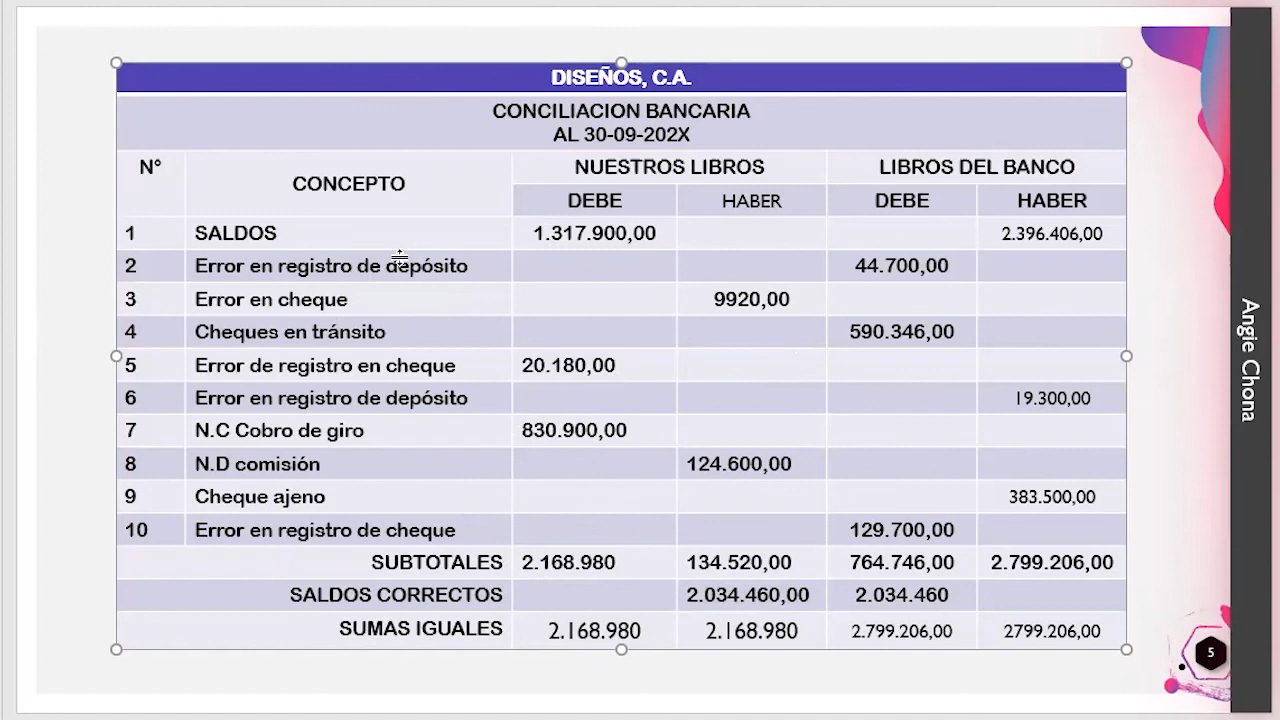 DISEÑOS, C.A.
CONCILIACION BANCARIA
AL 30-09-202X
N° CONCEPTO NUESTROS LIBROS LIBROS DEL BANCO
DEBE HABER DEBE HABER
1 SALDOS 1.317.900,00 2.396.406,00
2 Error en registro de depósito 44.700,00
3 Error en cheque 9920,00
4 Cheques en tránsito 590.346,00
5 Error de registro en cheque 20.180,00
6 Error en registro de depósito 19.300,00
7 N.C Cobro de giro 830.900,00
8 N.D comisión 124.600,00
9 Cheque ajeno 383.500,00
10 Error en registro de cheque 129.700,00
SUBTOTALES 2.168.980 134.520,00 764.746,00 2.799.206,00
SALDOS CORRECTOS 2.034.460,00 2.034.460
SUMAS IGUALES 2.168.980 2.168.980 2.799.206,00 2799.206,00
Angie Chona
5